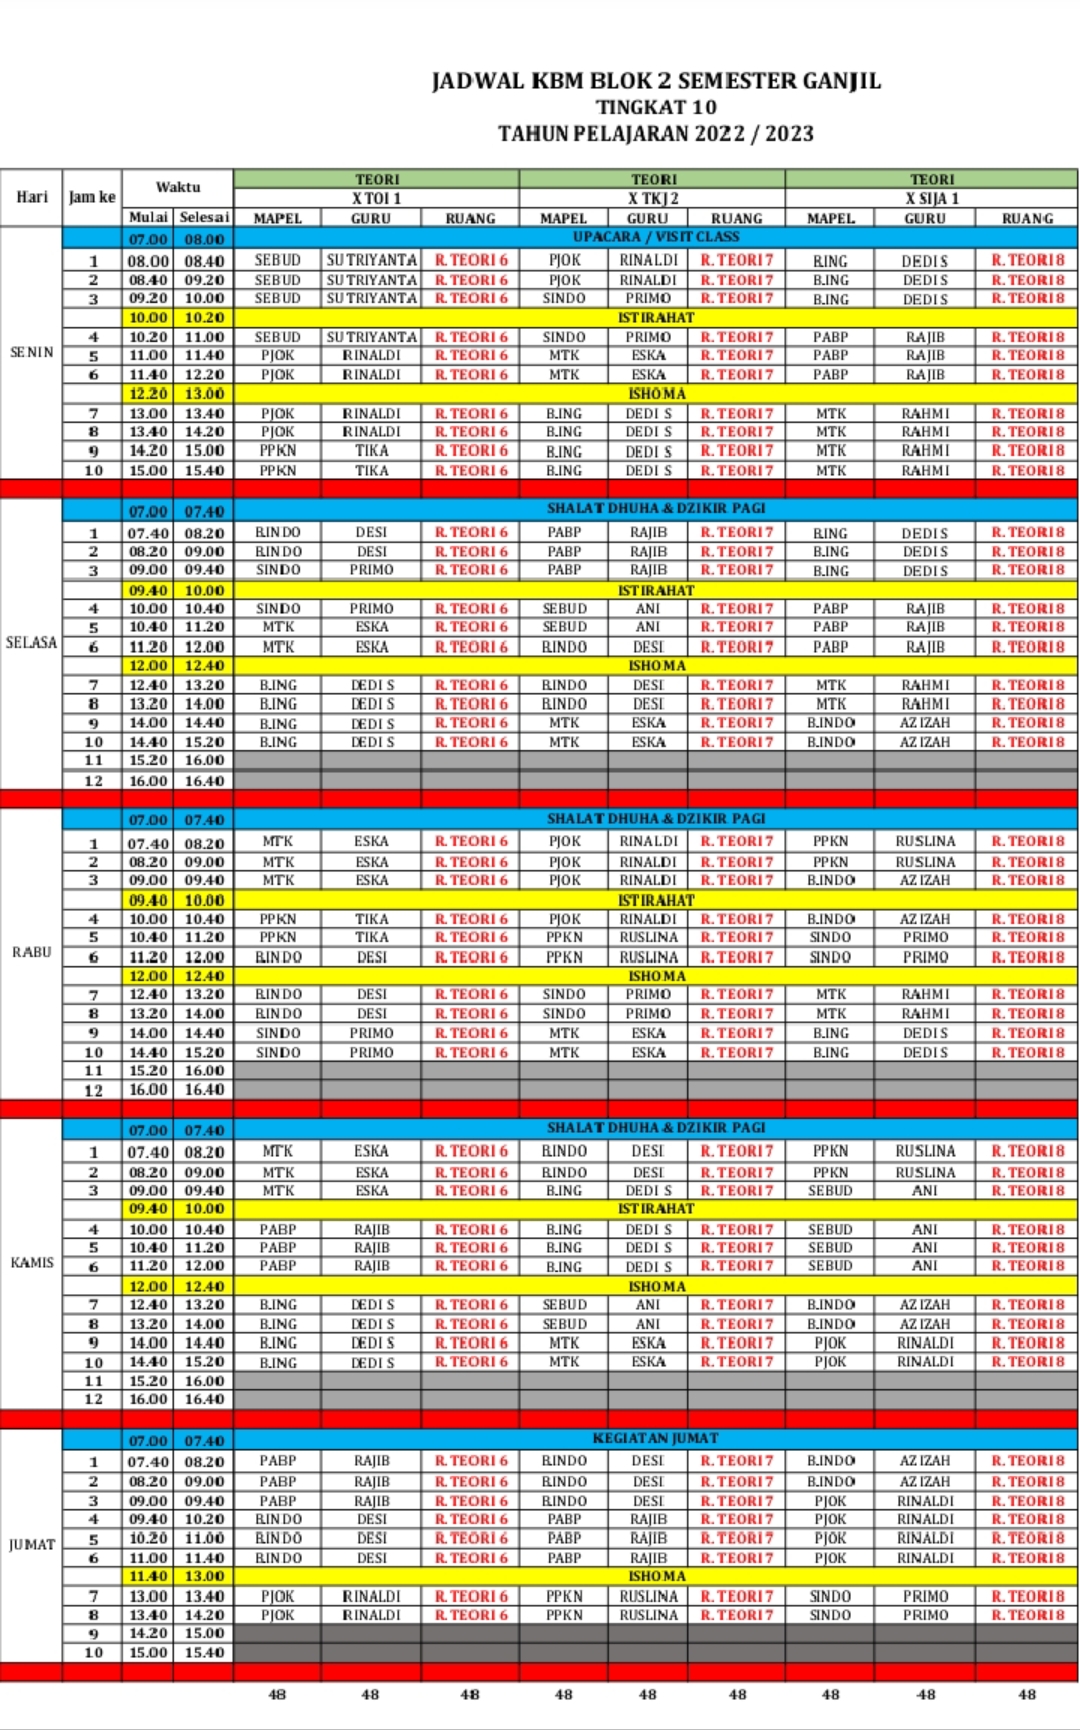 JADWAL KBM BLOK 2 SEMESTER GANJIL
TINGKAT 10
TAHUN PELAJARAN 2022 / 2023
Hari Jam ke Waktu TEORI TEORI TEORI
X TOI 1 X TKJ 2 X SIJA 1
Mulai Selesai MAPEL GURU RUANG MAPEL GURU RUANG MAPEL GURU RUANG
SENIN
07.00 08.00 UPACARA / VISIT CLASS
1 08.00 08.40 SEBUD SUTRIYANTA R. TEORI 6 PJOK RINALDI R. TEORI 7 B.ING DEDI S R. TEORI 8
2 08.40 09.20 SEBUD SUTRIYANTA R. TEORI 6 PJOK RINALDI R. TEORI 7 B.ING DEDI S R. TEORI 8
3 09.20 10.00 SEBUD SUTRIYANTA R. TEORI 6 SINDO PRIMO R. TEORI 7 B.ING DEDI S R. TEORI 8
10.00 10.20 ISTIRAHAT
4 10.20 11.00 SEBUD SUTRIYANTA R. TEORI 6 SINDO PRIMO R. TEORI 7 PABP RAJIB R. TEORI 8
5 11.00 11.40 PJOK RINALDI R. TEORI 6 MTK ESKA R. TEORI 7 PABP RAJIB R. TEORI 8
6 11.40 12.20 PJOK RINALDI R. TEORI 6 MTK ESKA R. TEORI 7 PABP RAJIB R. TEORI 8
12.20 13.00 ISHOMA
7 13.00 13.40 PJOK RINALDI R. TEORI 6 B.ING DEDI S R. TEORI 7 MTK RAHMI R. TEORI 8
8 13.40 14.20 PJOK RINALDI R. TEORI 6 B.ING DEDI S R. TEORI 7 MTK RAHMI R. TEORI 8
9 14.20 15.00 PPKN TIKA R. TEORI 6 B.ING DEDI S R. TEORI 7 MTK RAHMI R. TEORI 8
10 15.00 15.40 PPKN TIKA R. TEORI 6 B.ING DEDI S R. TEORI 7 MTK RAHMI R. TEORI 8
SELASA
07.00 07.40 SHALAT DHUHA & DZIKIR PAGI
1 07.40 08.20 B.INDO DESI R. TEORI 6 PABP RAJIB R. TEORI 7 B.ING DEDI S R. TEORI 8
2 08.20 09.00 B.INDO DESI R. TEORI 6 PABP RAJIB R. TEORI 7 B.ING DEDI S R. TEORI 8
3 09.00 09.40 SINDO PRIMO R. TEORI 6 PABP RAJIB R. TEORI 7 B.ING DEDI S R. TEORI 8
09.40 10.00 ISTIRAHAT
4 10.00 10.40 SINDO PRIMO R. TEORI 6 SEBUD ANI R. TEORI 7 PABP RAJIB R. TEORI 8
5 10.40 11.20 MTK ESKA R. TEORI 6 SEBUD ANI R. TEORI 7 PABP RAJIB R. TEORI 8
6 11.20 12.00 MTK ESKA R. TEORI 6 B.INDO DESI R. TEORI 7 PABP RAJIB R. TEORI 8
12.00 12.40 ISHOMA
7 12.40 13.20 B.ING DEDI S R. TEORI 6 B.INDO DESI R. TEORI 7 MTK RAHMI R. TEORI 8
8 13.20 14.00 B.ING DEDI S R. TEORI 6 B.INDO DESI R. TEORI 7 MTK RAHMI R. TEORI 8
9 14.00 14.40 B.ING DEDI S R. TEORI 6 MTK ESKA R. TEORI 7 B.INDO AZIZAH R. TEORI 8
10 14.40 15.20 B.ING DEDI S R. TEORI 6 MTK ESKA R. TEORI 7 B.INDO AZIZAH R. TEORI 8
11 15.20 16.00
12 16.00 16.40
RABU
07.00 07.40 SHALAT DHUHA & DZIKIR PAGI
1 07.40 08.20 MTK ESKA R. TEORI 6 PJOK RINALDI R. TEORI 7 PPKN RUSLINA R. TEORI 8
2 08.20 09.00 MTK ESKA R. TEORI 6 PJOK RINALDI R. TEORI 7 PPKN RUSLINA R. TEORI 8
3 09.00 09.40 MTK ESKA R. TEORI 6 PJOK RINALDI R. TEORI 7 B.INDO AZIZAH R. TEORI 8
09.40 10.00 ISTIRAHAT
4 10.00 10.40 PPKN TIKA R. TEORI 6 PJOK RINALDI R. TEORI 7 B.INDO AZIZAH R. TEORI 8
5 10.40 11.20 PPKN TIKA R. TEORI 6 PPKN RUSLINA R. TEORI 7 SINDO PRIMO R. TEORI 8
6 11.20 12.00 B.INDO DESI R. TEORI 6 PPKN RUSLINA R. TEORI 7 SINDO PRIMO R. TEORI 8
12.00 12.40 ISHOMA
7 12.40 13.20 B.INDO DESI R. TEORI 6 SINDO PRIMO R. TEORI 7 MTK RAHMI R. TEORI 8
8 13.20 14.00 B.INDO DESI R. TEORI 6 SINDO PRIMO R. TEORI 7 MTK RAHMI R. TEORI 8
9 14.00 14.40 SINDO PRIMO R. TEORI 6 MTK ESKA R. TEORI 7 B.ING DEDI S R. TEORI 8
10 14.40 15.20 SINDO PRIMO R. TEORI 6 MTK ESKA R. TEORI 7 B.ING DEDI S R. TEORI 8
11 15.20 16.00
12 16.00 16.40
KAMIS
07.00 07.40 SHALAT DHUHA & DZIKIR PAGI
1 07.40 08.20 MTK ESKA R. TEORI 6 B.INDO DESI R. TEORI 7 PPKN RUSLINA R. TEORI 8
2 08.20 09.00 MTK ESKA R. TEORI 6 B.INDO DESI R. TEORI 7 PPKN RUSLINA R. TEORI 8
3 09.00 09.40 MTK ESKA R. TEORI 6 B.ING DEDI S R. TEORI 7 SEBUD ANI R. TEORI 8
09.40 10.00 ISTIRAHAT
4 10.00 10.40 PABP RAJIB R. TEORI 6 B.ING DEDI S R. TEORI 7 SEBUD ANI R. TEORI 8
5 10.40 11.20 PABP RAJIB R. TEORI 6 B.ING DEDI S R. TEORI 7 SEBUD ANI R. TEORI 8
6 11.20 12.00 PABP RAJIB R. TEORI 6 B.ING DEDI S R. TEORI 7 SEBUD ANI R. TEORI 8
12.00 12.40 ISHOMA
7 12.40 13.20 B.ING DEDI S R. TEORI 6 SEBUD ANI R. TEORI 7 B.INDO AZIZAH R. TEORI 8
8 13.20 14.00 B.ING DEDI S R. TEORI 6 SEBUD ANI R. TEORI 7 B.INDO AZIZAH R. TEORI 8
9 14.00 14.40 B.ING DEDI S R. TEORI 6 MTK ESKA R. TEORI 7 PJOK RINALDI R. TEORI 8
10 14.40 15.20 B.ING DEDI S R. TEORI 6 MTK ESKA R. TEORI 7 PJOK RINALDI R. TEORI 8
11 15.20 16.00
12 16.00 16.40
JUMAT
07.00 07.40 KEGIATAN JUMAT
1 07.40 08.20 PABP RAJIB R. TEORI 6 B.INDO DESI R. TEORI 7 B.INDO AZIZAH R. TEORI 8
2 08.20 09.00 PABP RAJIB R. TEORI 6 B.INDO DESI R. TEORI 7 B.INDO AZIZAH R. TEORI 8
3 09.00 09.40 PABP RAJIB R. TEORI 6 B.INDO DESI R. TEORI 7 PJOK RINALDI R. TEORI 8
4 09.40 10.20 B.INDO DESI R. TEORI 6 PABP RAJIB R. TEORI 7 PJOK RINALDI R. TEORI 8
5 10.20 11.00 B.INDO DESI R. TEORI 6 PABP RAJIB R. TEORI 7 PJOK RINALDI R. TEORI 8
6 11.00 11.40 B.INDO DESI R. TEORI 6 PABP RAJIB R. TEORI 7 PJOK RINALDI R. TEORI 8
11.40 13.00 ISHOMA
7 13.00 13.40 PJOK RINALDI R. TEORI 6 PPKN RUSLINA R. TEORI 7 SINDO PRIMO R. TEORI 8
8 13.40 14.20 PJOK RINALDI R. TEORI 6 PPKN RUSLINA R. TEORI 7 SINDO PRIMO R. TEORI 8
9 14.20 15.00
10 15.00 15.40
48 48 48 48 48 48 48 48 48